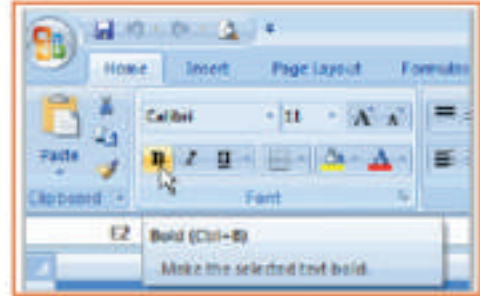 Home Insert Page Layout Formulas
Calibri 11 A A
Paste B I U A
Clipboard Font
E2 Bold (Ctrl+B)
Make the selected text bold.